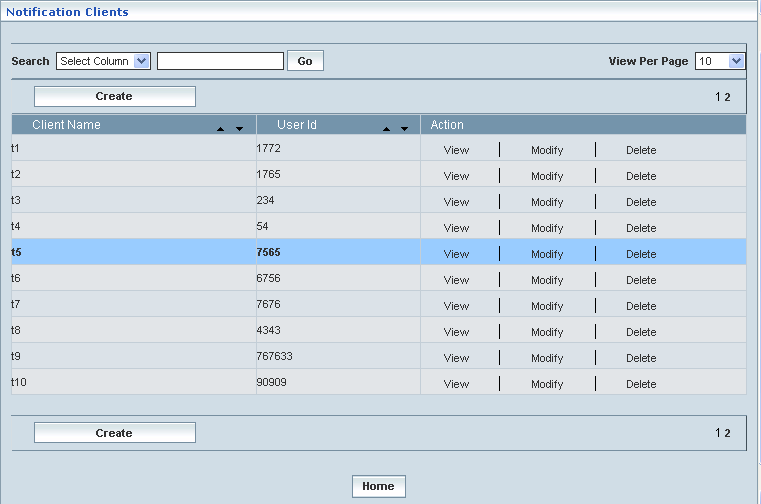 Notification Clients
Search Select Column Go View Per Page 10
Create 1 2
Client Name User Id Action
t1 1772 View Modify Delete
t2 1765 View Modify Delete
t3 234 View Modify Delete
t4 54 View Modify Delete
t5 7565 View Modify Delete
t6 6756 View Modify Delete
t7 7676 View Modify Delete
t8 4343 View Modify Delete
t9 767633 View Modify Delete
t10 90909 View Modify Delete
Create 1 2
Home